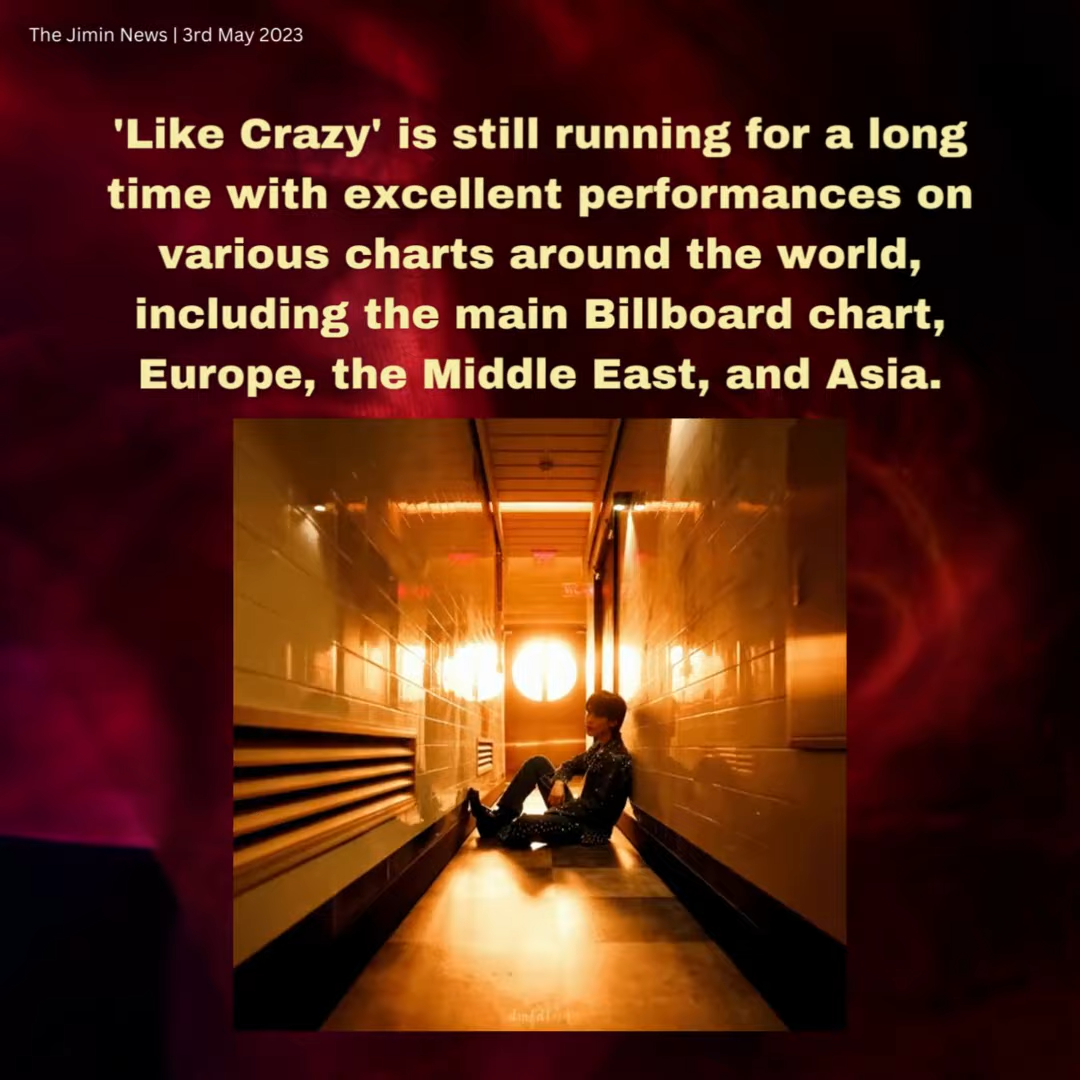 The Jimin News | 3rd May 2023
'Like Crazy' is still running for a long
time with excellent performances on
various charts around the world,
including the main Billboard chart,
Europe, the Middle East, and Asia.